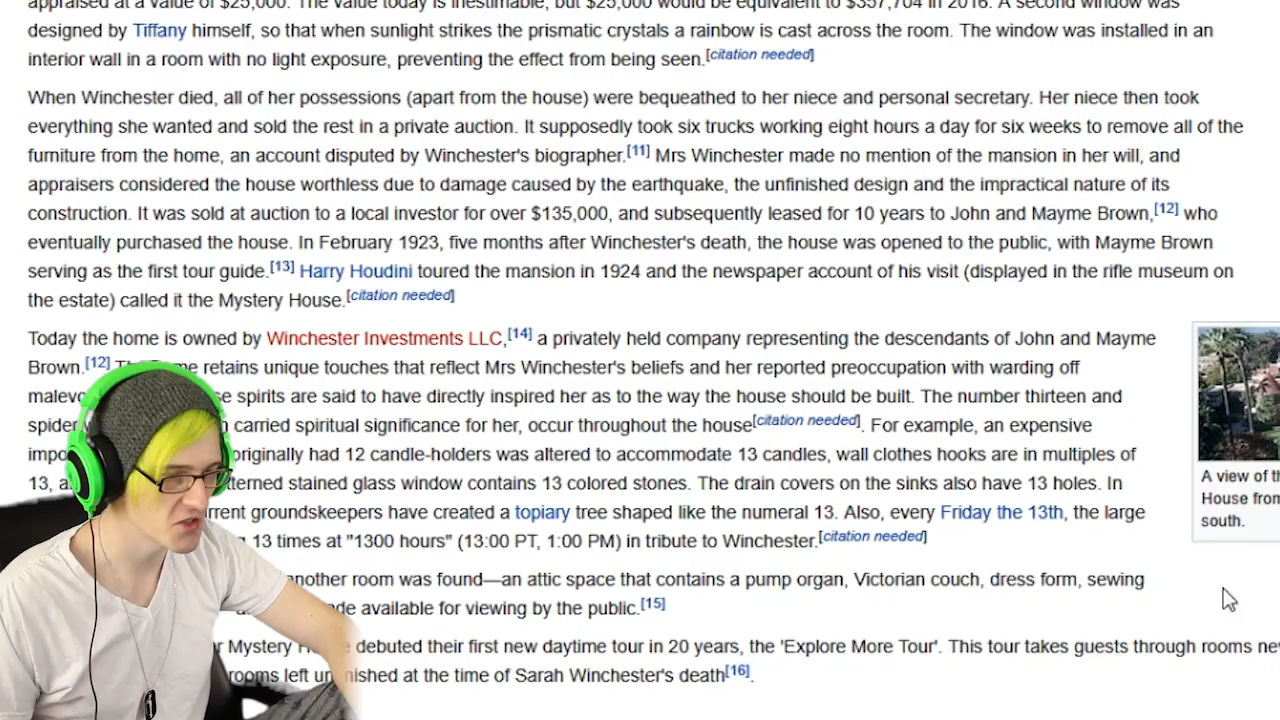 appraised at a value of $25,000. The value today is inestimable, but $25,000 would be equivalent to $357,704 in 2016. A second window was
designed by Tiffany himself, so that when sunlight strikes the prismatic crystals a rainbow is cast across the room. The window was installed in an
interior wall in a room with no light exposure, preventing the effect from being seen.[citation needed]
When Winchester died, all of her possessions (apart from the house) were bequeathed to her niece and personal secretary. Her niece then took
everything she wanted and sold the rest in a private auction. It supposedly took six trucks working eight hours a day for six weeks to remove all of the
furniture from the home, an account disputed by Winchester's biographer.[11] Mrs Winchester made no mention of the mansion in her will, and
appraisers considered the house worthless due to damage caused by the earthquake, the unfinished design and the impractical nature of its
construction. It was sold at auction to a local investor for over $135,000, and subsequently leased for 10 years to John and Mayme Brown,[12] who
eventually purchased the house. In February 1923, five months after Winchester's death, the house was opened to the public, with Mayme Brown
serving as the first tour guide.[13] Harry Houdini toured the mansion in 1924 and the newspaper account of his visit (displayed in the rifle museum on
the estate) called it the Mystery House.[citation needed]
Today the home is owned by Winchester Investments LLC,[14] a privately held company representing the descendants of John and Mayme
Brown.[12] retains unique touches that reflect Mrs Winchester's beliefs and her reported preoccupation with warding off
spirits are said to have directly inspired her as to the way the house should be built. The number thirteen and
spider carried spiritual significance for her, occur throughout the house[citation needed]. For example, an expensive
originally had 12 candle-holders was altered to accommodate 13 candles, wall clothes hooks are in multiples of
13, stained glass window contains 13 colored stones. The drain covers on the sinks also have 13 holes. In
groundskeepers have created a topiary tree shaped like the numeral 13. Also, every Friday the 13th, the large
13 times at "1300 hours" (13:00 PT, 1:00 PM) in tribute to Winchester.[citation needed]
another room was found—an attic space that contains a pump organ, Victorian couch, dress form, sewing
available for viewing by the public.[15]
Mystery debuted their first new daytime tour in 20 years, the 'Explore More Tour'. This tour takes guests through rooms
rooms left at the time of Sarah Winchester's death[16].
A view of
House from
south.